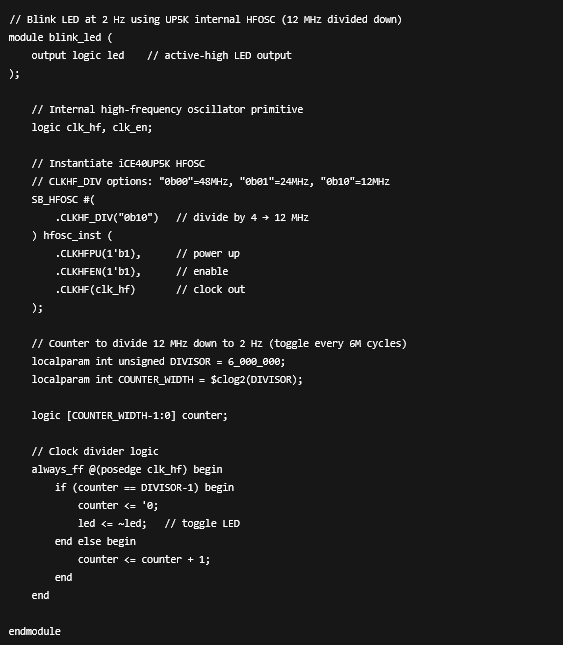 // Blink LED at 2 Hz using UP5K internal HFOSC (12 MHz divided down)
module blink_led (
    output logic led    // active-high LED output
);

    // Internal high-frequency oscillator primitive
    logic clk_hf, clk_en;

    // Instantiate iCE40UP5K HFOSC
    // CLKHF_DIV options: "0b00"=48MHz, "0b01"=24MHz, "0b10"=12MHz
    SB_HFOSC #(
        .CLKHF_DIV("0b10")   // divide by 4 → 12 MHz
    ) hfosc_inst (
        .CLKHFPU(1'b1),      // power up
        .CLKHFEN(1'b1),      // enable
        .CLKHF(clk_hf)       // clock out
    );

    // Counter to divide 12 MHz down to 2 Hz (toggle every 6M cycles)
    localparam int unsigned DIVISOR = 6_000_000;
    localparam int COUNTER_WIDTH = $clog2(DIVISOR);

    logic [COUNTER_WIDTH-1:0] counter;

    // Clock divider logic
    always_ff @(posedge clk_hf) begin
        if (counter == DIVISOR-1) begin
            counter <= '0;
            led <= ~led;   // toggle LED
        end else begin
            counter <= counter + 1;
        end
    end

endmodule